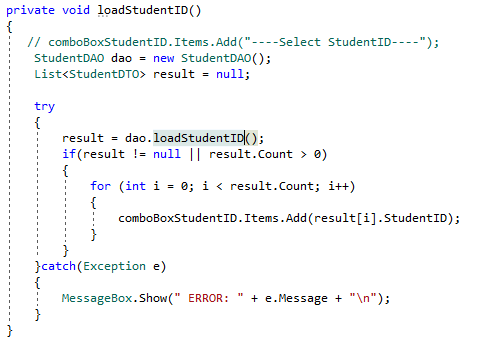 private void loadStudentID()
{
// comboBoxStudentID.Items.Add("----Select StudentID----");
StudentDAO dao = new StudentDAO();
List<StudentDTO> result = null;
try
{
result = dao.loadStudentID();
if(result != null || result.Count > 0)
{
for (int i = 0; i < result.Count; i++)
{
comboBoxStudentID.Items.Add(result[i].StudentID);
}
}
}catch(Exception e)
{
MessageBox.Show(" ERROR: " + e.Message + "\n");
}
}